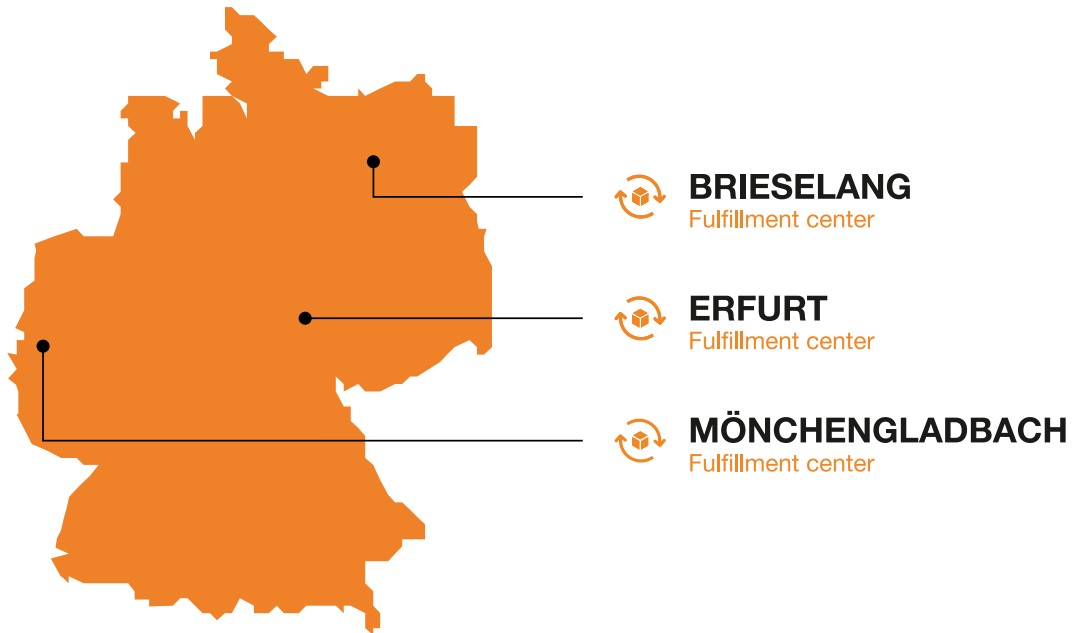 BRIESELANG
Fulfillment center
ERFURT
Fulfillment center
MÖNCHENGLADBACH
Fulfillment center